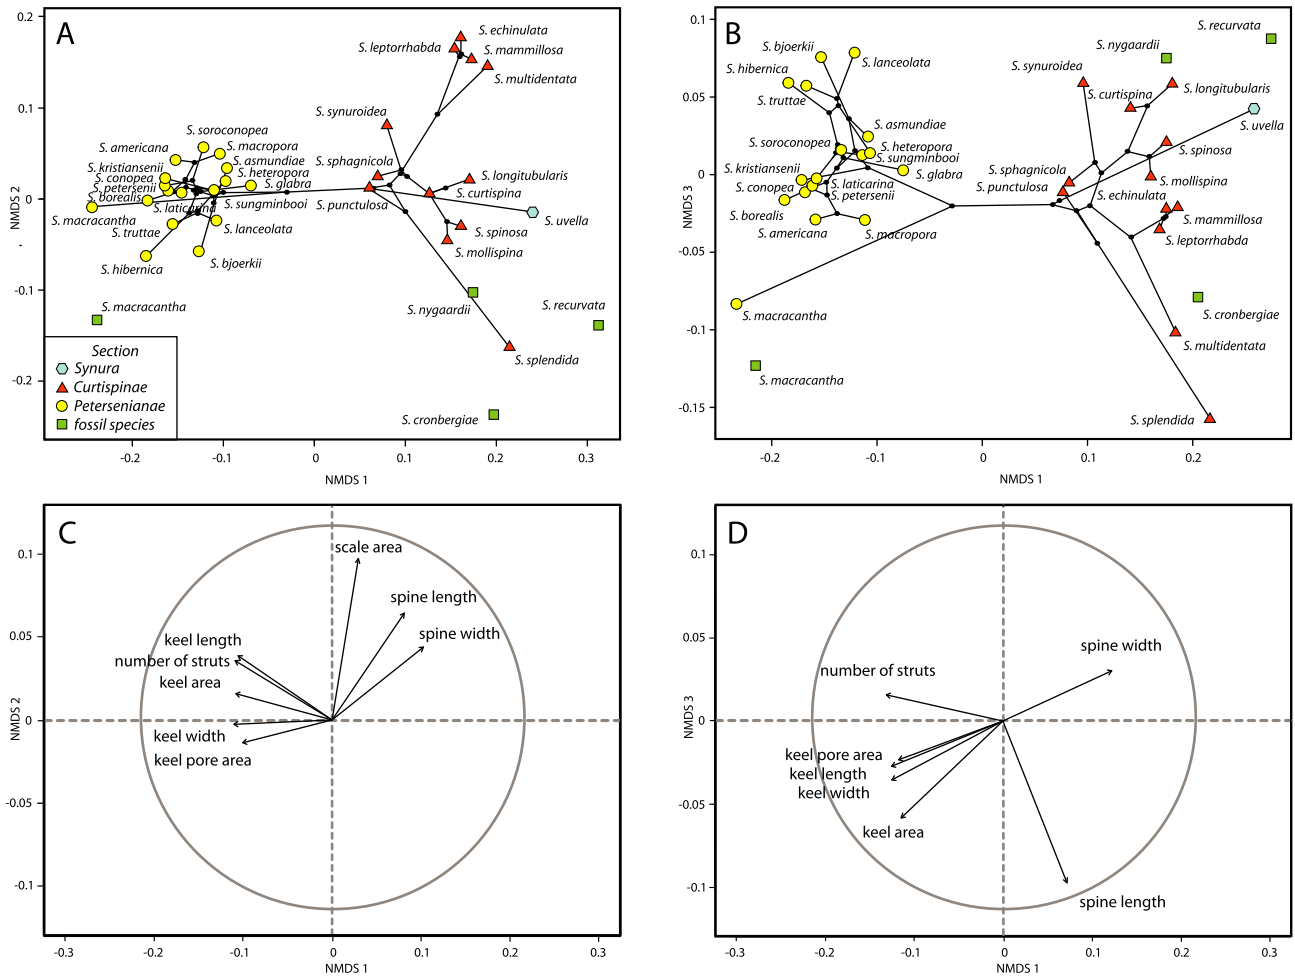 A
0.2
0.1
0
-
-0.1
-0.2
NMDS 2
S. echinulata
S. leptorrhabda
S. mammillosa
S. multidentata
S. synuroidea
S. soroconopea
S. americana
S. macropora
S. kristiansenii
S. asmundiae
S. sphagnicola
S. conopea
S. heteropora
S. longitubularis
S. petersenii
S. glabra
S. borealis
S. curtispina
S. laticarina
S. sungminbooi
S. punctulosa
S. macracantha
S. uvella
S. truttae
S. lanceolata
S. spinosa
S. mollispina
S. hibernica
S. bjoerkii
S. macracantha
S. nygaardii
S. recurvata
S. splendida
S. cronbergiae
Section
Synura
Curtispinae
Petersenianae
fossil species
-0.2
-0.1
0
0.1
0.2
0.3
NMDS 1
B
0.1
0.05
0
-0.05
-0.1
-0.15
NMDS 3
S. recurvata
S. bjoerkii
S. nygaardii
S. lanceolata
S. hibernica
S. synuroidea
S. longitubularis
S. truttae
S. curtispina
S. uvella
S. asmundiae
S. soroconopea
S. heteropora
S. spinosa
S. sungminbooi
S. kristiansenii
S. glabra
S. sphagnicola
S. mollispina
S. conopea
S. laticarina
S. punctulosa
S. petersenii
S. echinulata
S. borealis
S. mammillosa
S. americana
S. macropora
S. leptorrhabda
S. macracantha
S. cronbergiae
S. multidentata
S. macracantha
S. splendida
-0.2
-0.1
0
0.1
0.2
NMDS 1
C
0.1
0.05
0
-0.05
-0.1
NMDS 2
scale area
spine length
spine width
keel length
number of struts
keel area
keel width
keel pore area
-0.3
-0.2
-0.1
0
0.1
0.2
0.3
NMDS 1
D
0.1
0.05
0
-0.05
-0.1
NMDS 3
spine width
number of struts
keel pore area
keel length
keel width
keel area
spine length
-0.3
-0.2
-0.1
0
0.1
0.2
0.3
NMDS 1